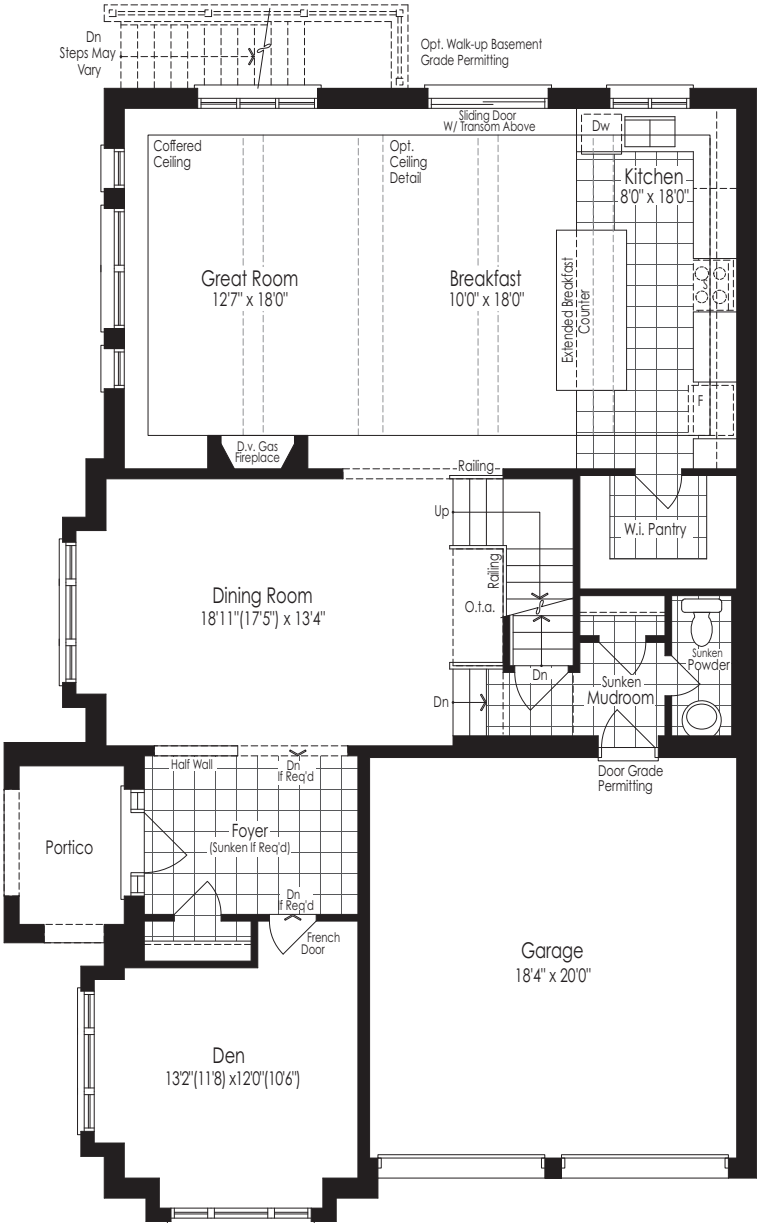 Dn
Steps May
Vary
Opt. Walk-up Basement
Grade Permitting
Sliding Door
W/ Transom Above
Dw
Coffered
Ceiling
Opt.
Ceiling
Detail
Kitchen
8'0" x 18'0"
Great Room
12'7" x 18'0"
Breakfast
10'0" x 18'0"
Extended Breakfast
Counter
F
D.v. Gas
Fireplace
Railing
Up
W.i. Pantry
Railing
Dining Room
18'11"(17'5") x 13'4"
O.t.a.
Sunken
Powder
Dn
Sunken
Mudroom
Dn
Half Wall
Dn
If Req'd
Door Grade
Permitting
Foyer
(Sunken If Req'd)
Portico
Dn
If Req'd
French
Door
Garage
18'4" x 20'0"
Den
13'2"(11'8) x12'0"(10'6")